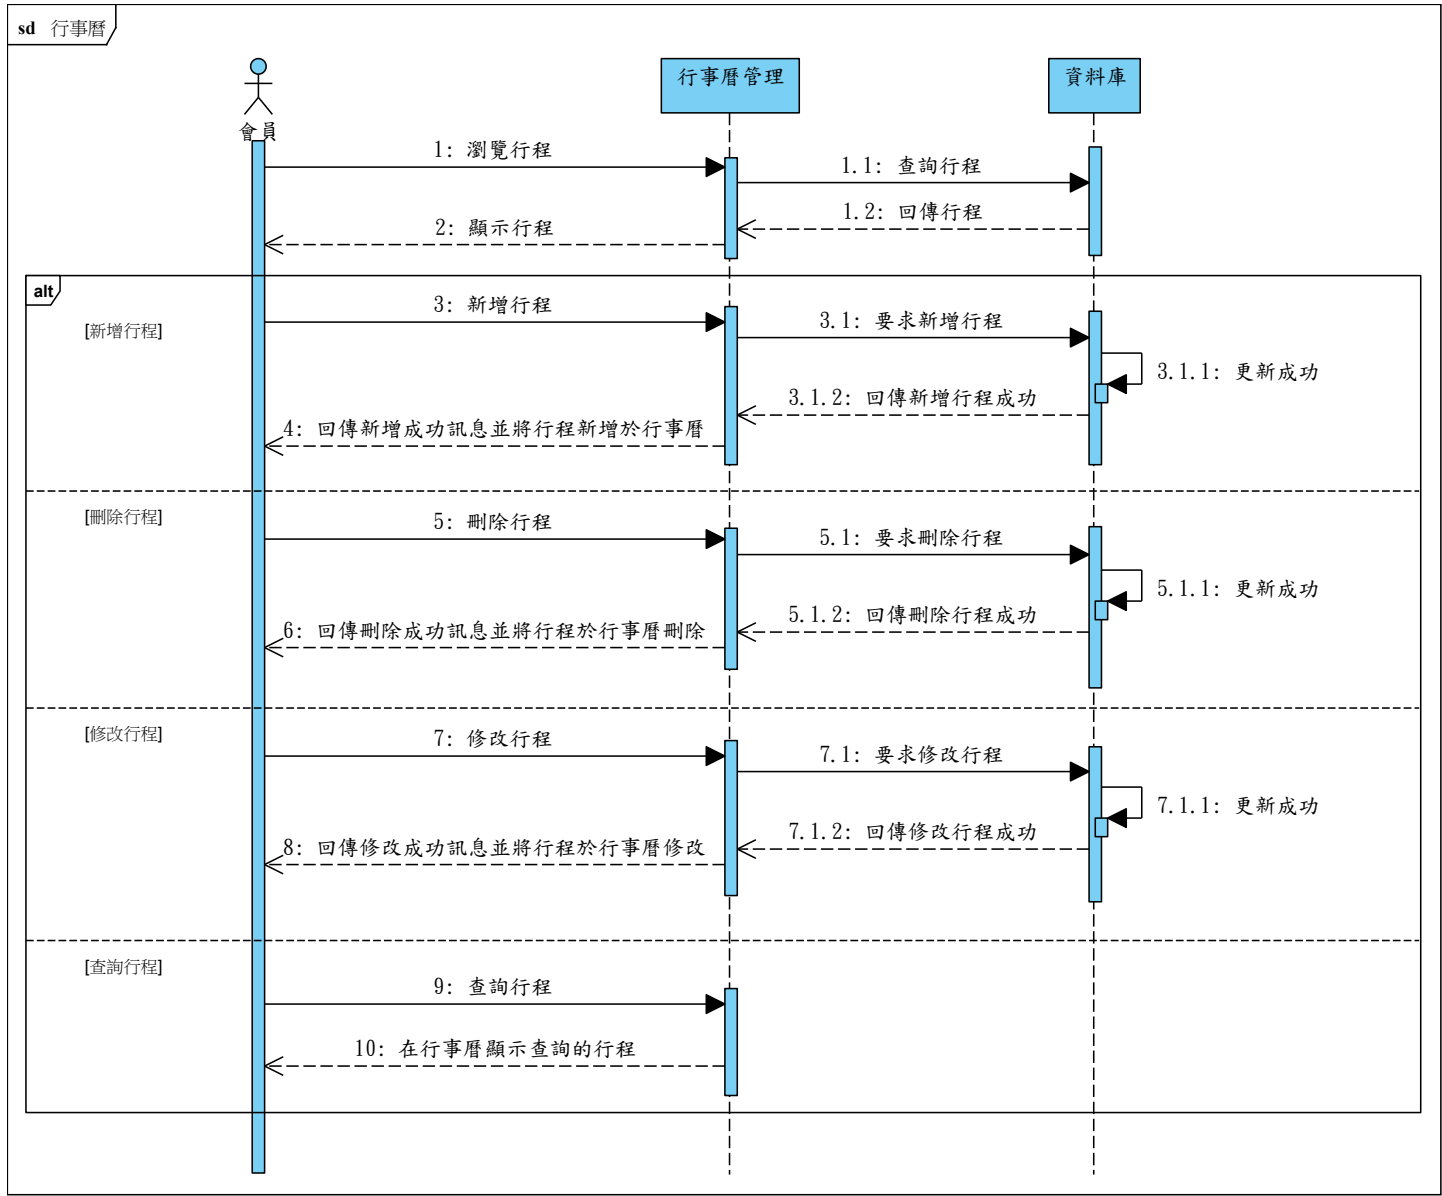 sd 行事曆
行事曆管理
資料庫
會員
1: 瀏覽行程
1.1: 查詢行程
1.2: 回傳行程
2: 顯示行程
alt
[新增行程]
3: 新增行程
3.1: 要求新增行程
3.1.1: 更新成功
3.1.2: 回傳新增行程成功
4: 回傳新增成功訊息並將行程新增於行事曆
[刪除行程]
5: 刪除行程
5.1: 要求刪除行程
5.1.1: 更新成功
5.1.2: 回傳刪除行程成功
6: 回傳刪除成功訊息並將行程於行事曆刪除
[修改行程]
7: 修改行程
7.1: 要求修改行程
7.1.1: 更新成功
7.1.2: 回傳修改行程成功
8: 回傳修改成功訊息並將行程於行事曆修改
[查詢行程]
9: 查詢行程
10: 在行事曆顯示查詢的行程